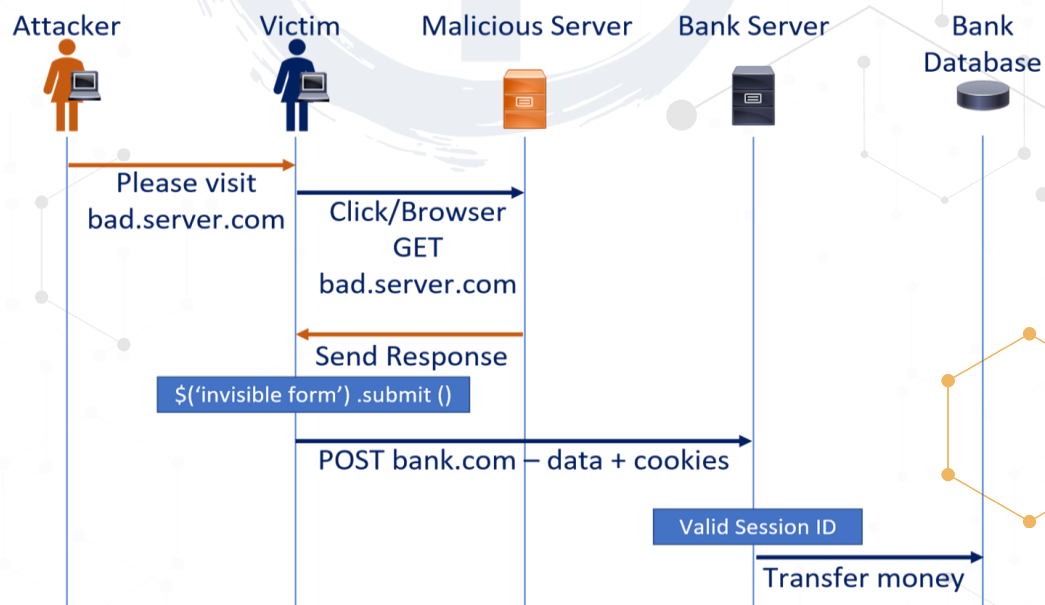 Attacker
Victim
Malicious Server
Bank Server
Bank
Database
Please visit
bad.server.com
Click/Browser
GET
bad.server.com
Send Response
$(‘invisible form’) .submit ()
POST bank.com – data + cookies
Valid Session ID
Transfer money